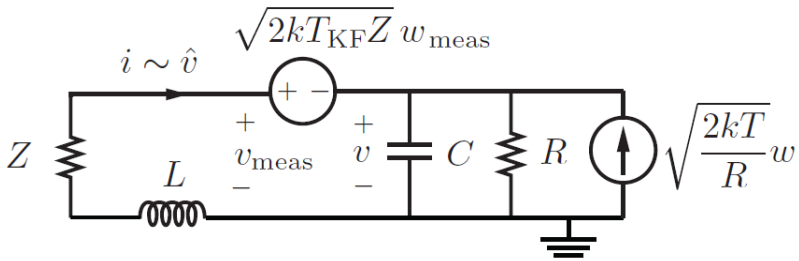 √2kT_KF Z w_meas
i ∼ v̂
+ −
+
+
Z
v_meas
v
C
R
√(2kT/R) w
L
−
−